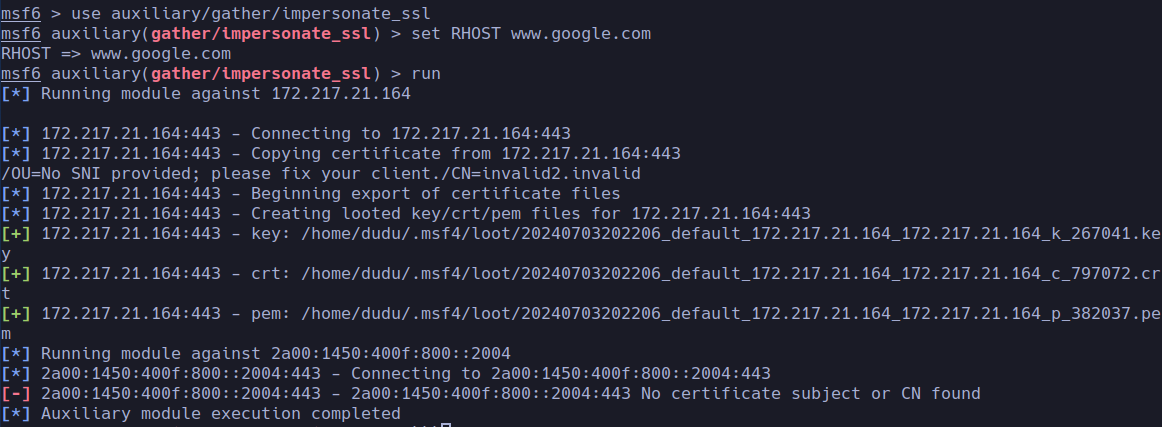 msf6 > use auxiliary/gather/impersonate_ssl
msf6 auxiliary(gather/impersonate_ssl) > set RHOST www.google.com
RHOST => www.google.com
msf6 auxiliary(gather/impersonate_ssl) > run
[*] Running module against 172.217.21.164
[*] 172.217.21.164:443 - Connecting to 172.217.21.164:443
[*] 172.217.21.164:443 - Copying certificate from 172.217.21.164:443
/OU=No SNI provided; please fix your client./CN=invalid2.invalid
[*] 172.217.21.164:443 - Beginning export of certificate files
[*] 172.217.21.164:443 - Creating looted key/crt/pem files for 172.217.21.164:443
[+] 172.217.21.164:443 - key: /home/dudu/.msf4/loot/20240703202206_default_172.217.21.164_172.217.21.164_k_267041.ke
y
[+] 172.217.21.164:443 - crt: /home/dudu/.msf4/loot/20240703202206_default_172.217.21.164_172.217.21.164_c_797072.cr
t
[+] 172.217.21.164:443 - pem: /home/dudu/.msf4/loot/20240703202206_default_172.217.21.164_172.217.21.164_p_382037.pe
m
[*] Running module against 2a00:1450:400f:800::2004
[*] 2a00:1450:400f:800::2004:443 - Connecting to 2a00:1450:400f:800::2004:443
[-] 2a00:1450:400f:800::2004:443 - 2a00:1450:400f:800::2004:443 No certificate subject or CN found
[*] Auxiliary module execution completed